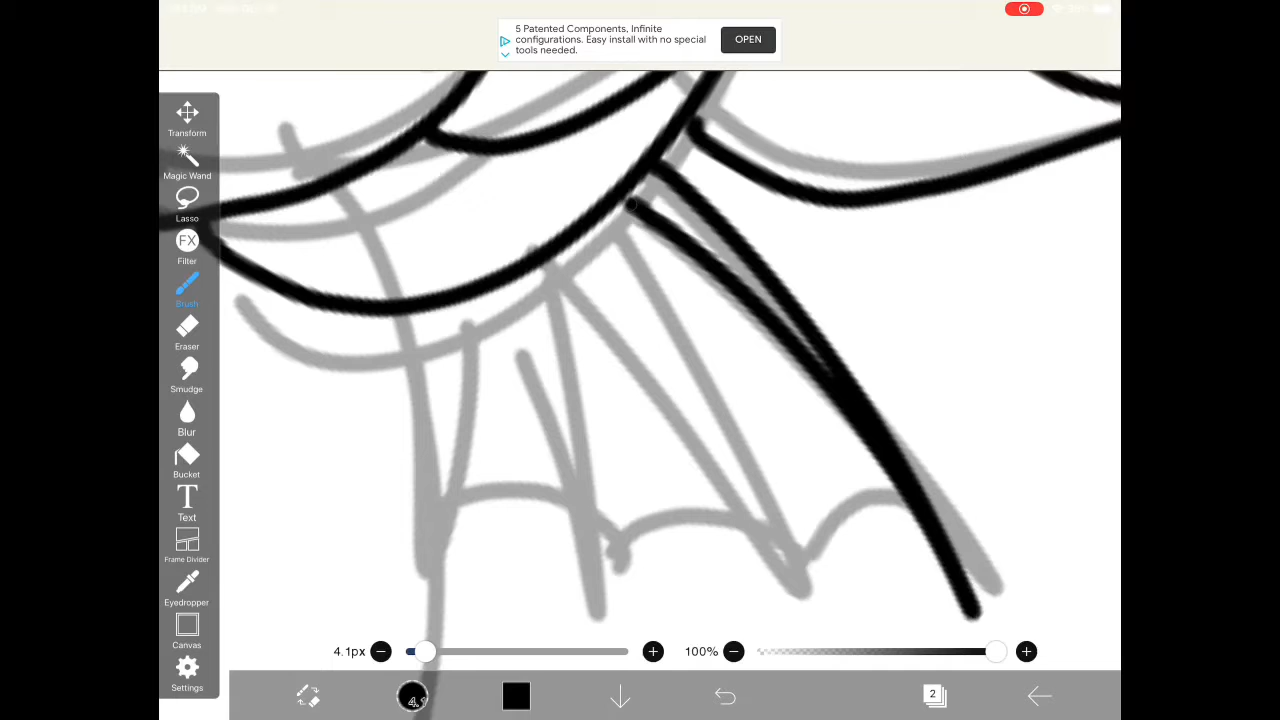 5 Patented Components, Infinite
configurations. Easy install with no special
tools needed.
OPEN
Transform
Magic Wand
Lasso
FX
Filter
Brush
Eraser
Smudge
Blur
Bucket
T
Text
Frame Divider
Eyedropper
Canvas
Settings
4.1px
100%
2